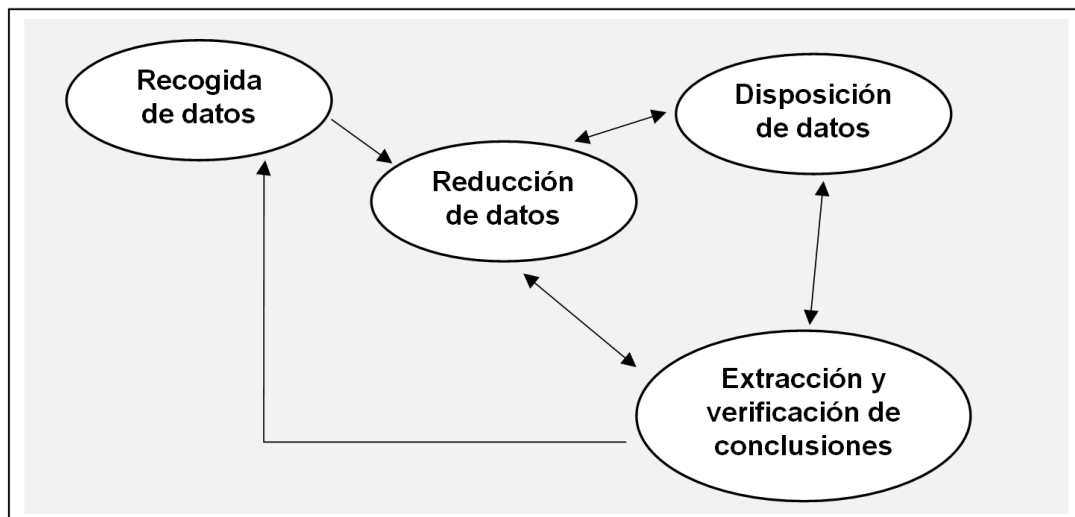 Recogida
de datos
Disposición
de datos
Reducción
de datos
Extracción y
verificación de
conclusiones